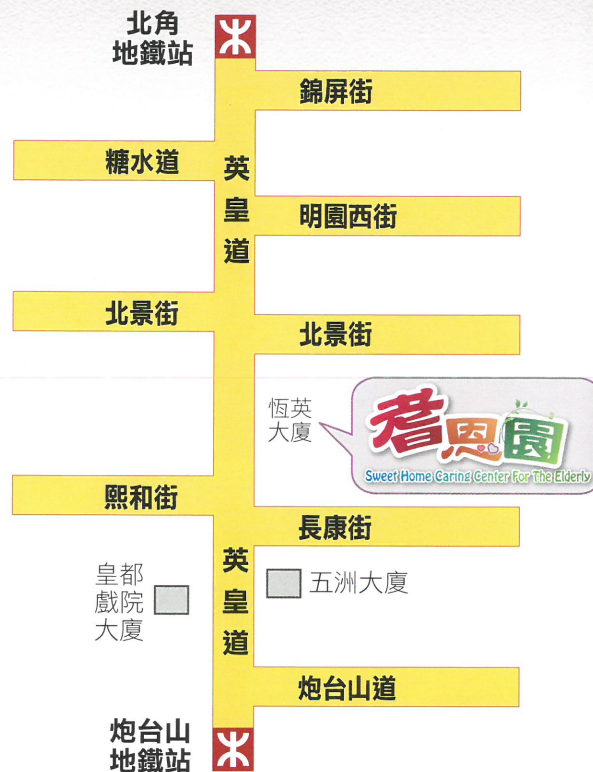 北角
地鐵站
錦屏街
糖水道
英皇道
明園西街
北景街
北景街
恆英
大廈
耆恩園
Sweet Home Caring Center For The Elderly
熙和街
長康街
英皇道
皇都
戲院
大廈
五洲大廈
炮台山道
炮台山
地鐵站